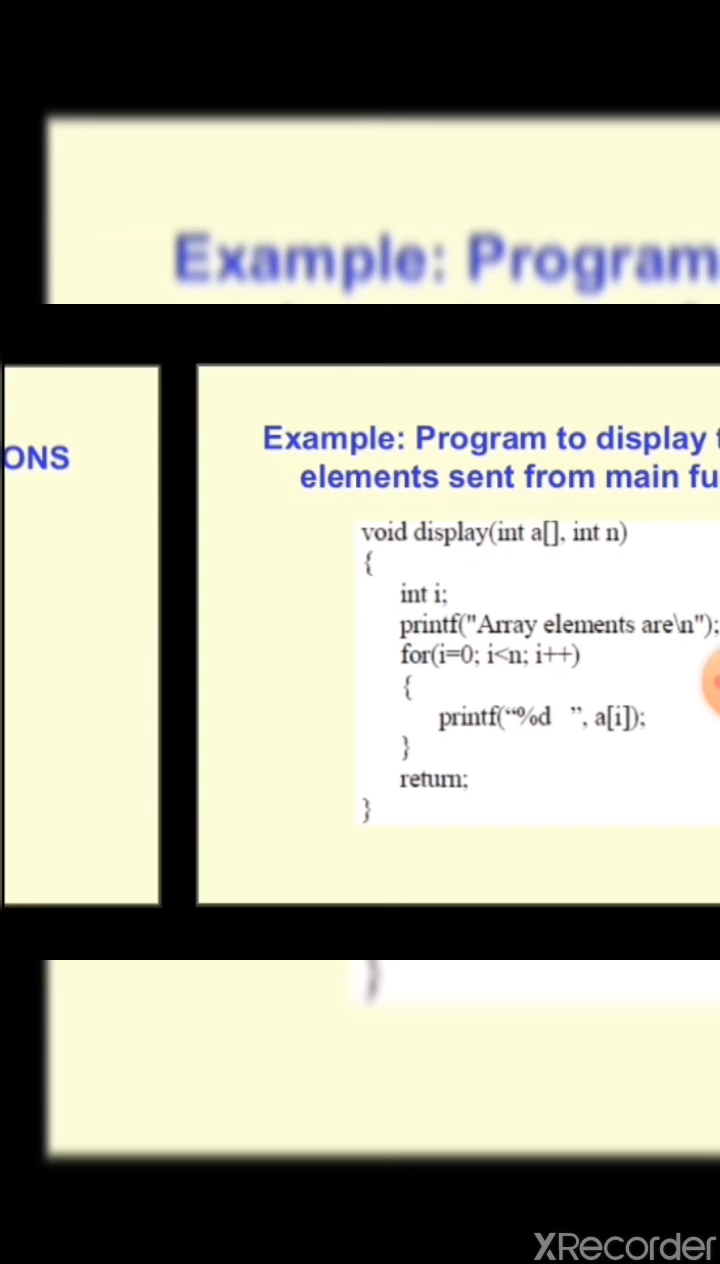 Example: Program
ONS
Example: Program to display
elements sent from main
void display(int a[], int n)
{
int i;
printf("Array elements are\n");
for(i=0; i<n; i++)
{
printf(“%d ”, a[i]);
}
return;
}
}
XRecorder